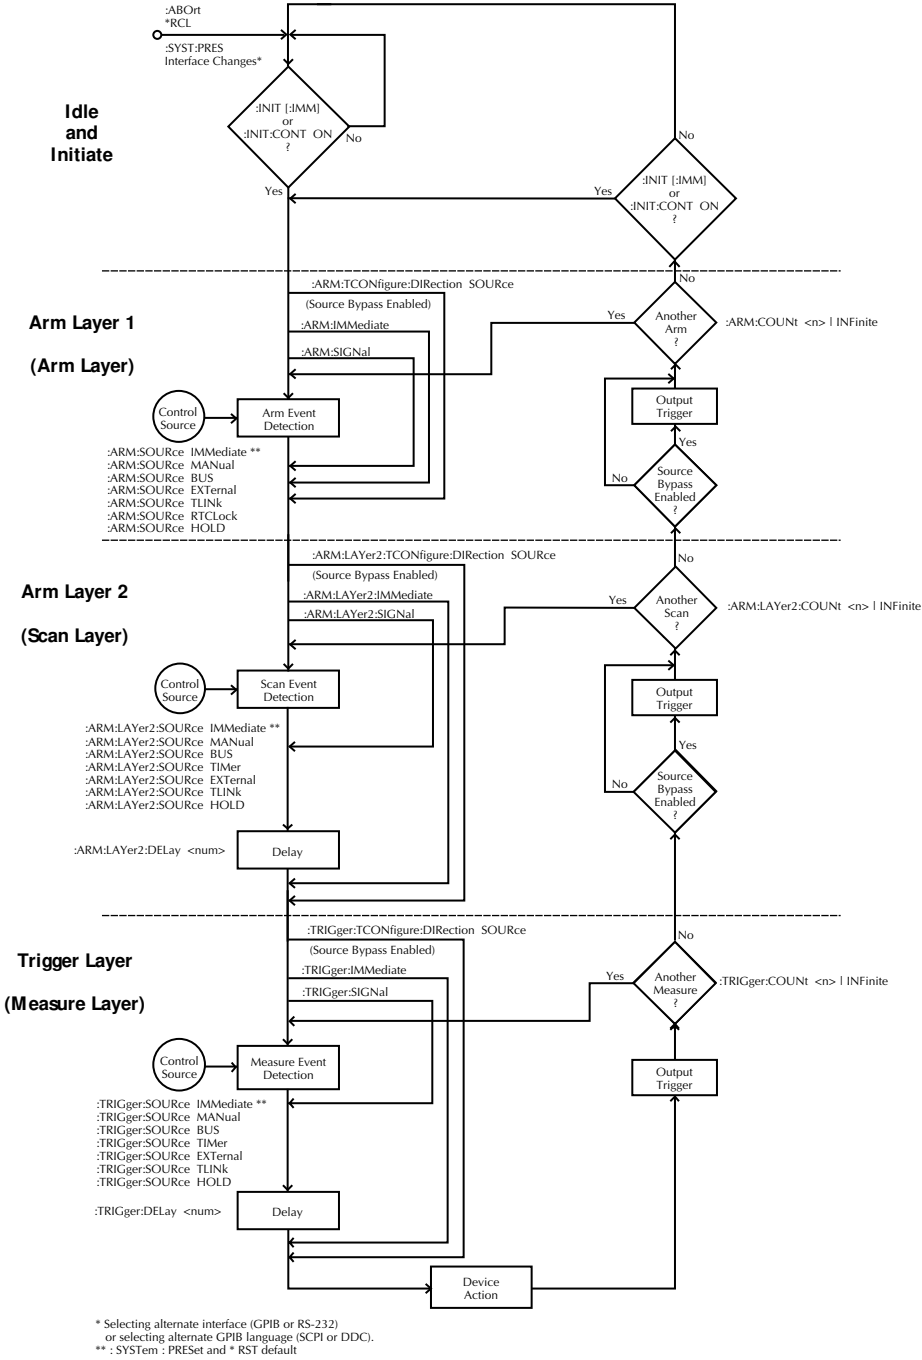 :ABOrt
*RCL
:SYST:PRES
Interface Changes*
Idle
and
Initiate
:INIT [:IMM]
or
:INIT:CONT ON
?
No
Yes
No
:INIT [:IMM]
or
:INIT:CONT ON
?
Yes
Arm Layer 1
(Arm Layer)
:ARM:TCONfigure:DIRection SOURce
(Source Bypass Enabled)
:ARM:IMMediate
:ARM:SIGNal
No
Another
Arm
?
Yes
:ARM:COUNt <n> | INFinite
Control
Source
Arm Event
Detection
Output
Trigger
:ARM:SOURce IMMediate **
:ARM:SOURce MANual
:ARM:SOURce BUS
:ARM:SOURce EXTernal
:ARM:SOURce TLINk
:ARM:SOURce RTCLock
:ARM:SOURce HOLD
Yes
No
Source
Bypass
Enabled
?
Arm Layer 2
(Scan Layer)
:ARM:LAYer2:TCONfigure:DIRection SOURce
(Source Bypass Enabled)
:ARM:LAYer2:IMMediate
:ARM:LAYer2:SIGNal
No
Another
Scan
?
Yes
:ARM:LAYer2:COUNt <n> | INFinite
Control
Source
Scan Event
Detection
Output
Trigger
:ARM:LAYer2:SOURce IMMediate **
:ARM:LAYer2:SOURce MANual
:ARM:LAYer2:SOURce BUS
:ARM:LAYer2:SOURce TIMer
:ARM:LAYer2:SOURce EXTernal
:ARM:LAYer2:SOURce TLINk
:ARM:LAYer2:SOURce HOLD
Yes
No
Source
Bypass
Enabled
?
:ARM:LAYer2:DELay <num>
Delay
Trigger Layer
(Measure Layer)
:TRIGger:TCONfigure:DIRection SOURce
(Source Bypass Enabled)
:TRIGger:IMMediate
:TRIGger:SIGNal
No
Another
Measure
?
Yes
:TRIGger:COUNt <n> | INFinite
Control
Source
Measure Event
Detection
Output
Trigger
:TRIGger:SOURce IMMediate **
:TRIGger:SOURce MANual
:TRIGger:SOURce BUS
:TRIGger:SOURce TIMer
:TRIGger:SOURce EXTernal
:TRIGger:SOURce TLINk
:TRIGger:SOURce HOLD
:TRIGger:DELay <num>
Delay
Device
Action
* Selecting alternate interface (GPIB or RS-232)
or selecting alternate GPIB language (SCPI or DDC).
** : SYSTem : PRESet and * RST default